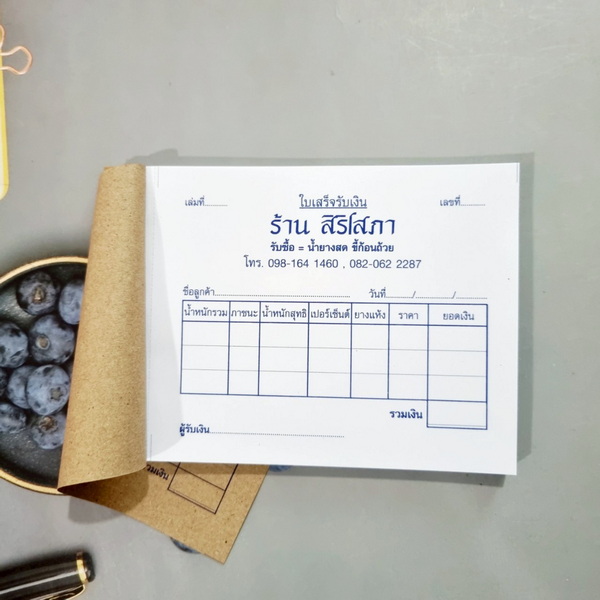 เล่มที่........... ใบเสร็จรับเงิน เลขที่............
ร้าน สิริโสภา
รับซื้อ = น้ำยางสด ขี้ก้อนถ้วย
โทร. 098-164 1460 , 082-062 2287
ชื่อลูกค้า...................................................... วันที่.........../.............../.............
น้ำหนักรวม ภาชนะ น้ำหนักสุทธิ เปอร์เซ็นต์ ยางแห้ง ราคา ยอดเงิน
รวมเงิน
ผู้รับเงิน......................................................
รวมเงิน